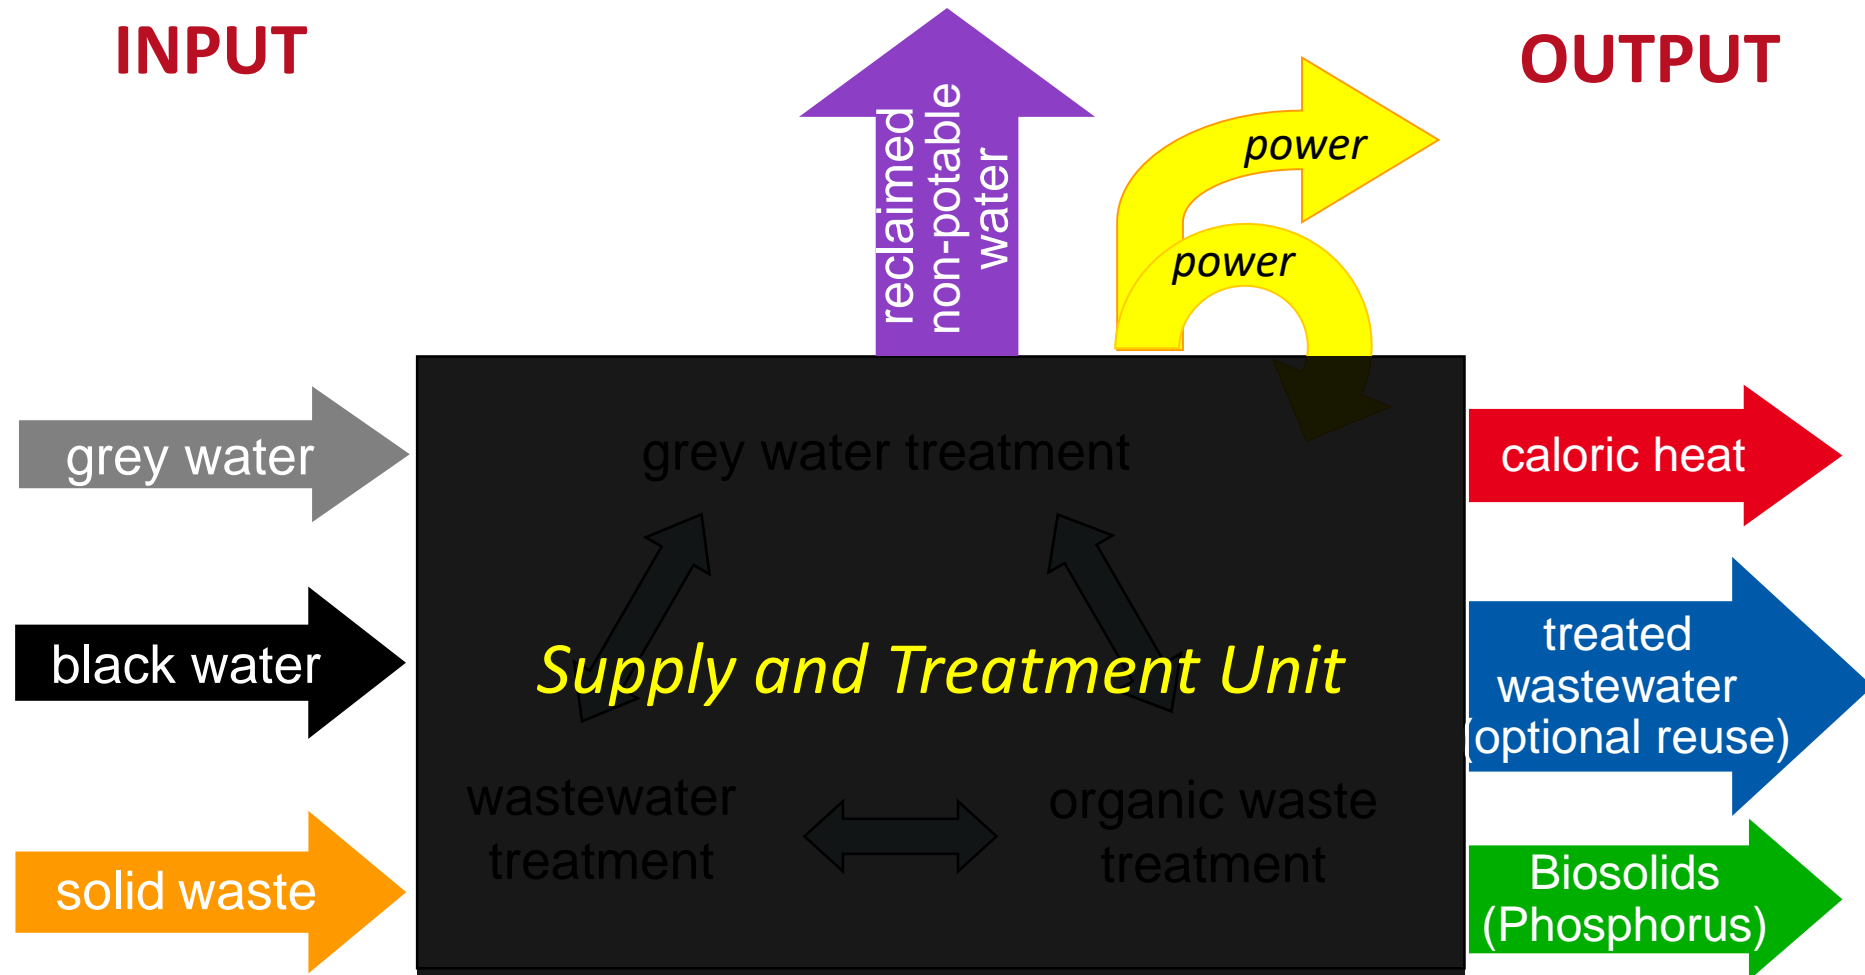 INPUT
OUTPUT
reclaimed
non-potable
water
power
power
grey water
grey water treatment
caloric heat
black water
Supply and Treatment Unit
treated
wastewater
(optional reuse)
solid waste
wastewater
treatment
organic waste
treatment
Biosolids
(Phosphorus)